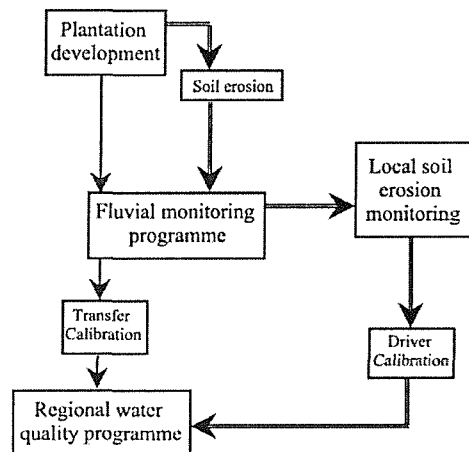 Plantation
development
Soil erosion
Local soil
erosion
monitoring
Fluvial monitoring
programme
Transfer
Calibration
Driver
Calibration
Regional water
quality programme